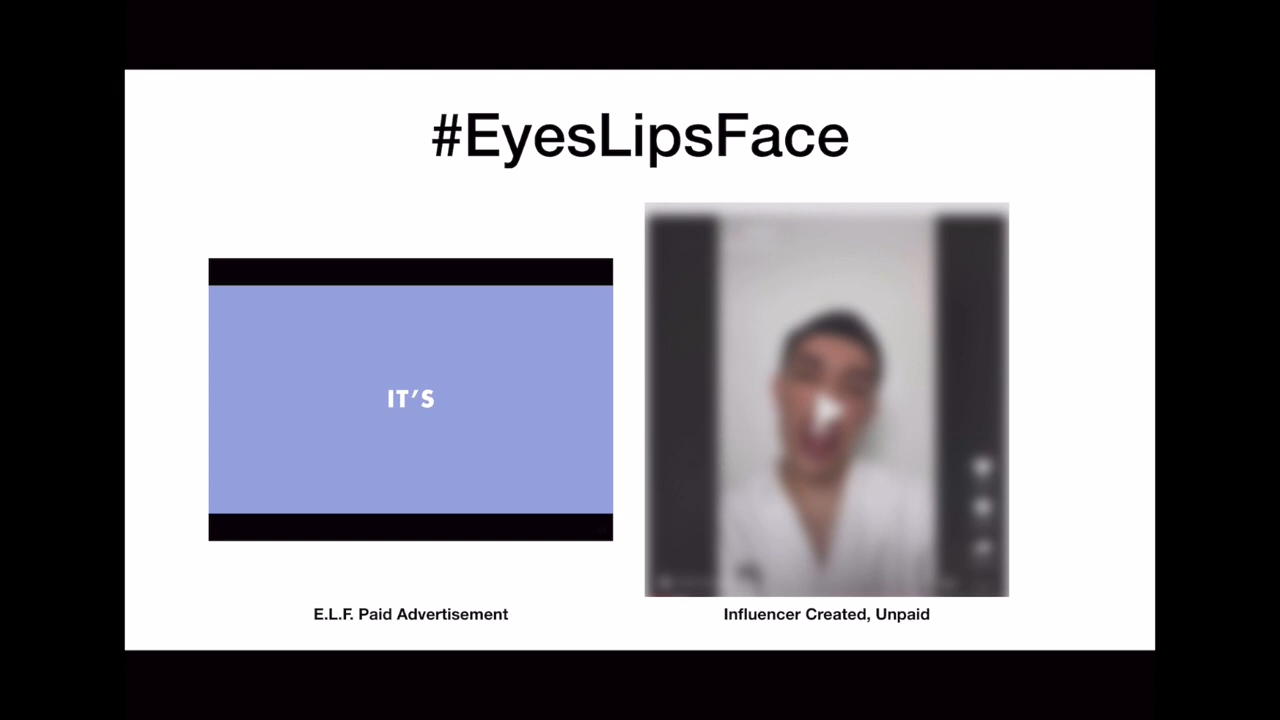 #EyesLipsFace
IT'S
E.L.F. Paid Advertisement
Influencer Created, Unpaid